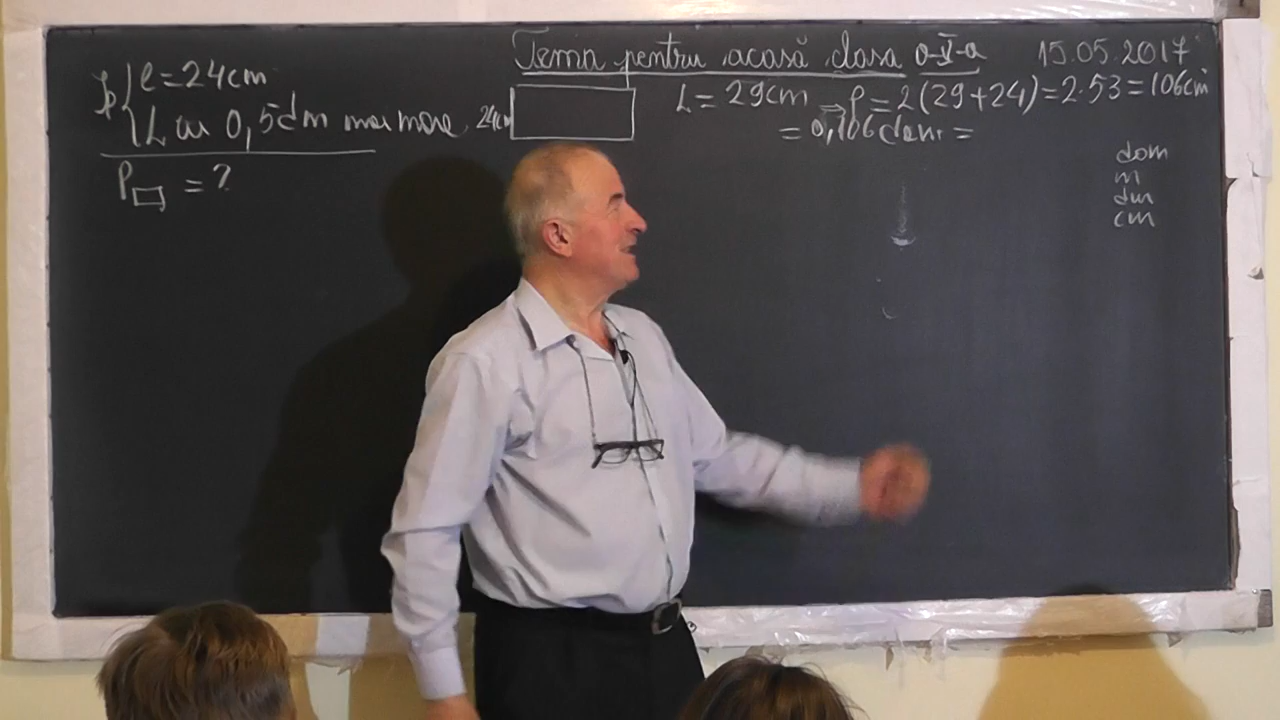 Tema pentru acasă clasa a-V-a 15.05.2017
l=24cm
L cu 0,5dm mai mare
P▭ = ?
24cm
L = 29cm ⇒ P = 2(29+24)=2·53=106cm
= 0,106dam =
dam
m
dm
cm